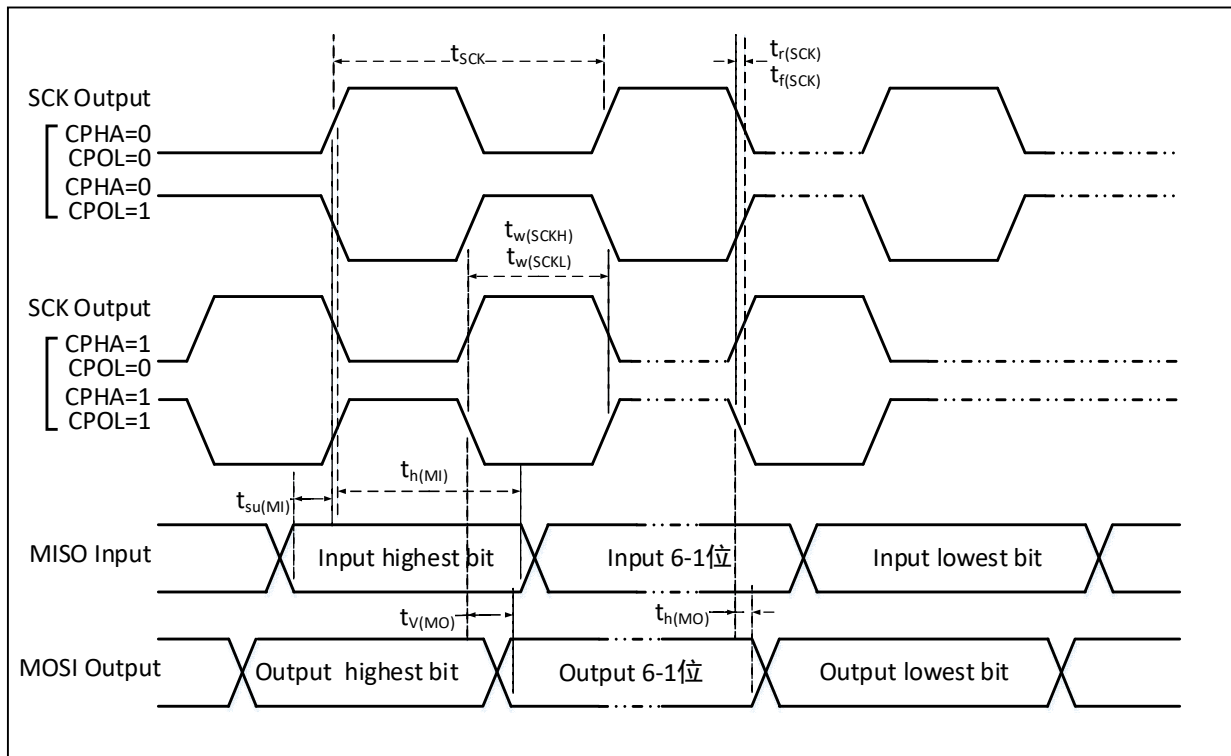 tSCK
tr(SCK)
tf(SCK)
SCK Output
CPHA=0
CPOL=0
CPHA=0
CPOL=1
tw(SCKH)
tw(SCKL)
SCK Output
CPHA=1
CPOL=0
CPHA=1
CPOL=1
th(MI)
tsu(MI)
MISO Input
Input highest bit
Input 6-1位
Input lowest bit
tV(MO)
th(MO)
MOSI Output
Output highest bit
Output 6-1位
Output lowest bit